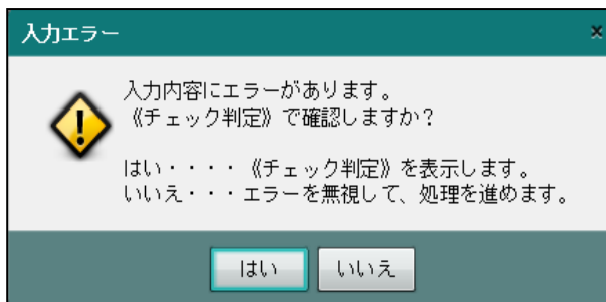 入力エラー
入力内容にエラーがあります。
《チェック判定》で確認しますか？
はい・・・・《チェック判定》を表示します。
いいえ・・・エラーを無視して、処理を進めます。
はい
いいえ